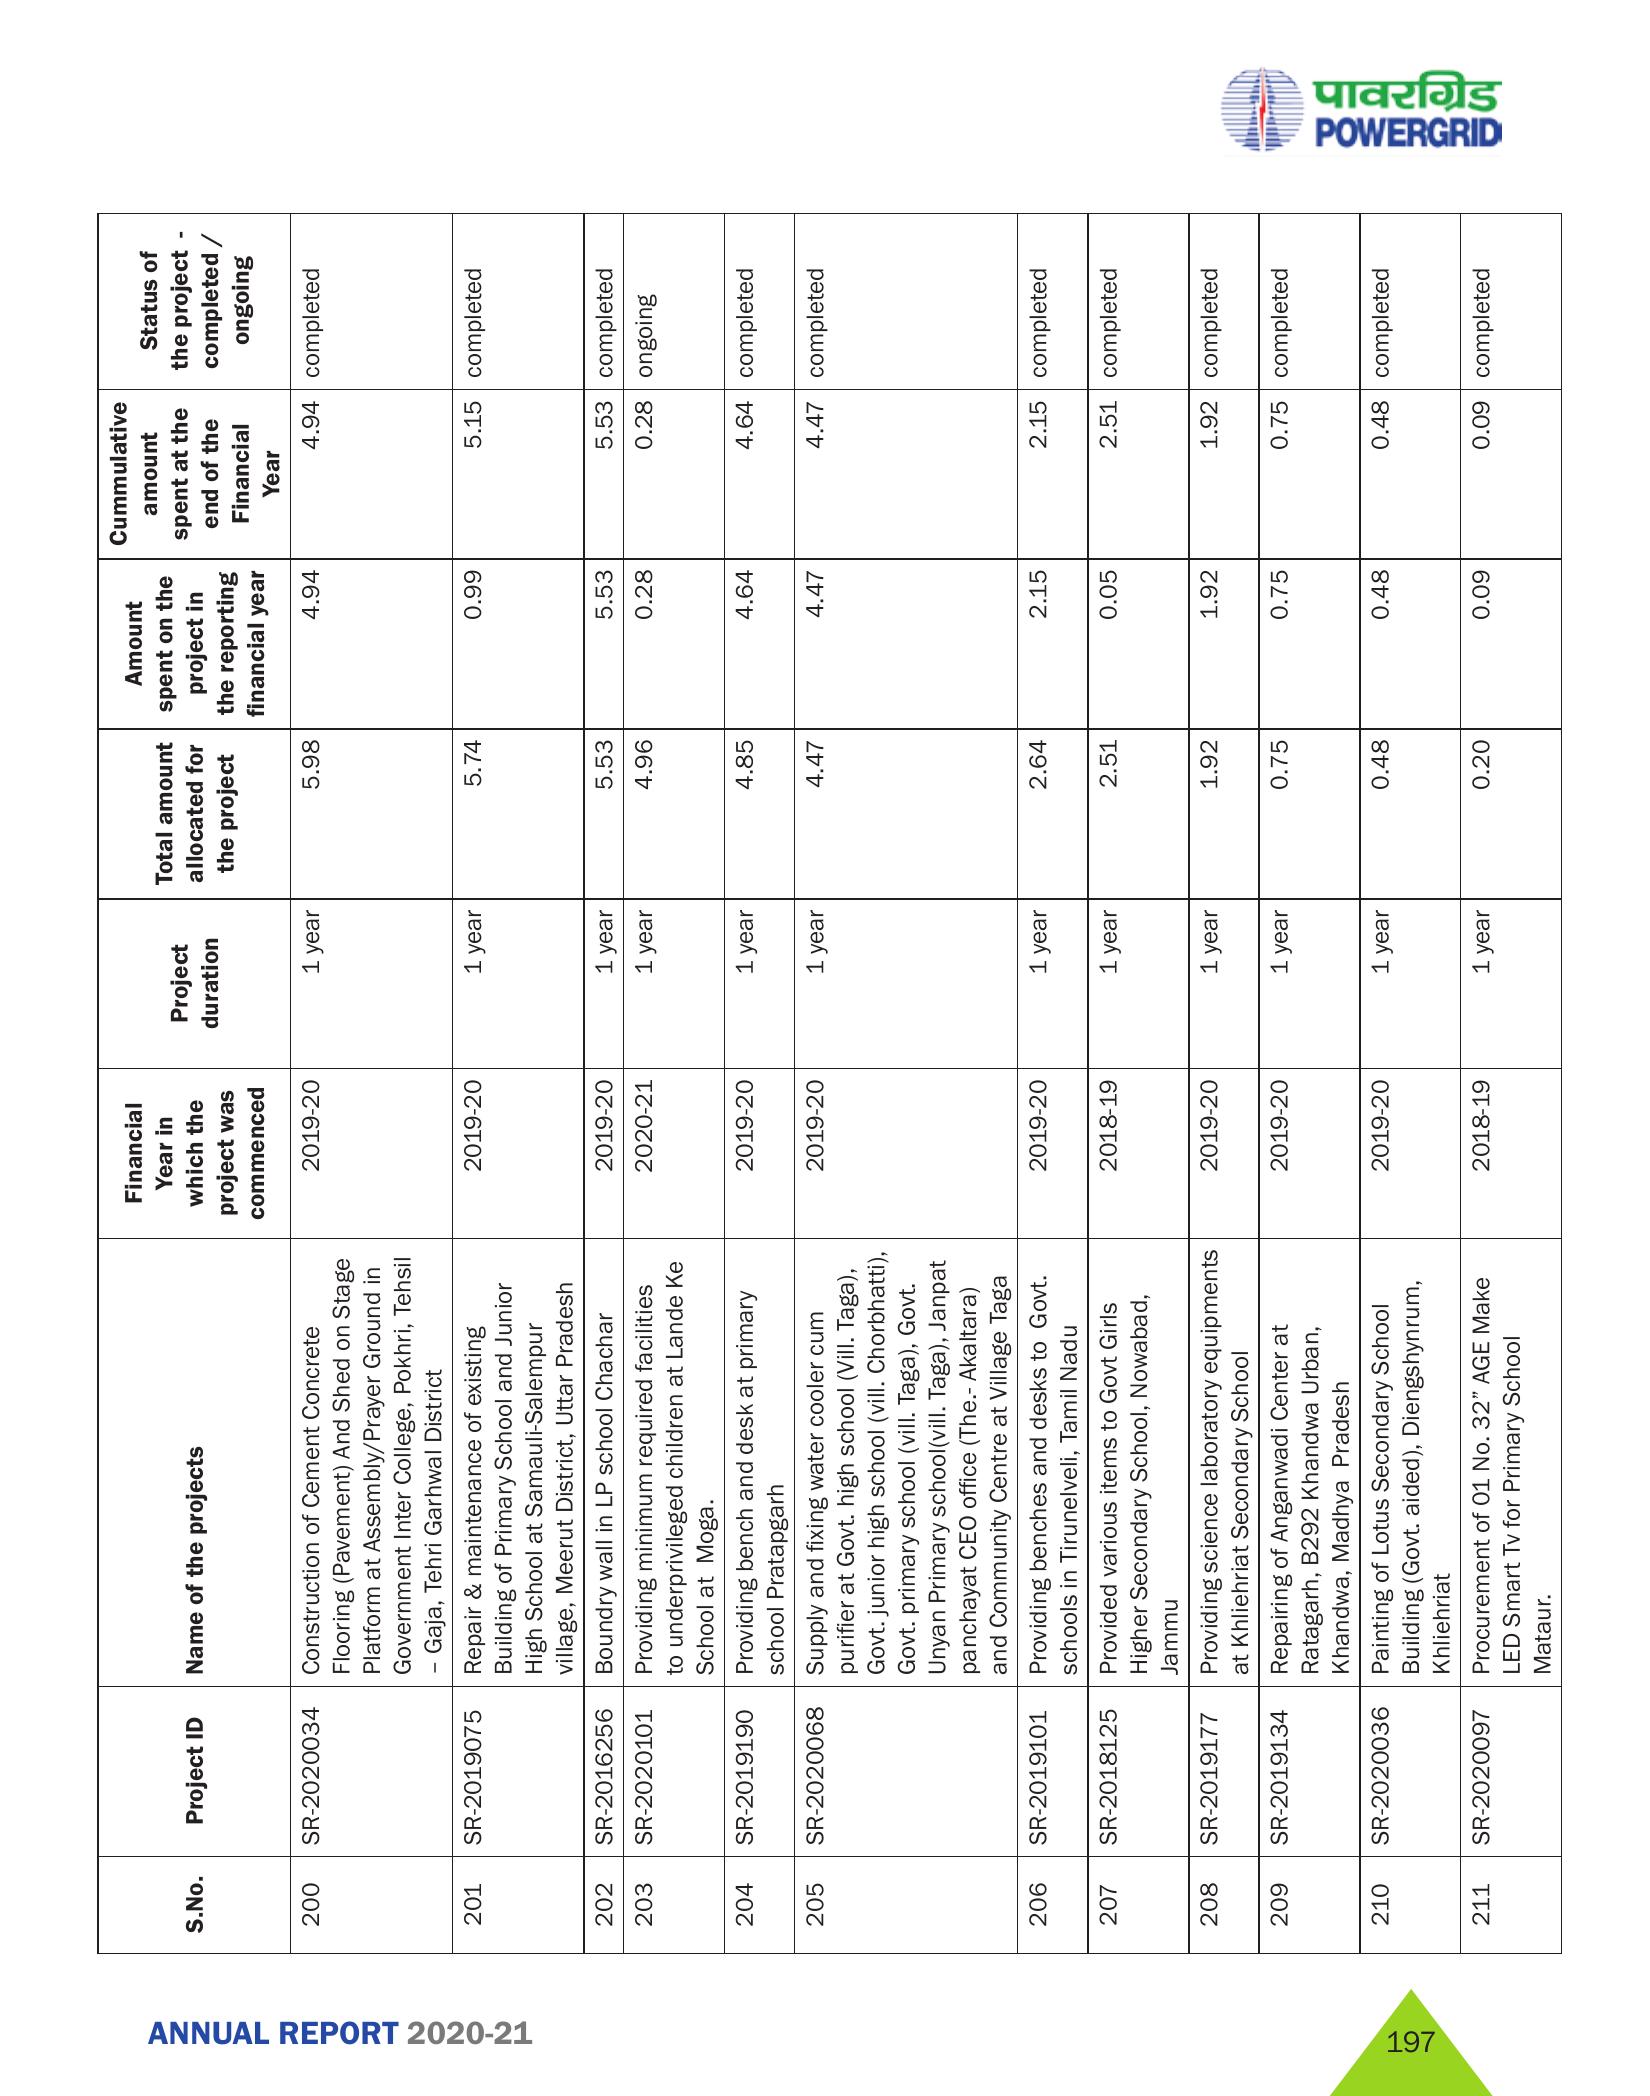 पावरग्रिड
POWERGRID
S.No.
Project ID
Name of the projects
Financial
Year in
which the
project was
commenced
Project
duration
Total amount
allocated for
the project
Amount
spent on the
project in
the reporting
financial year
Cummulative
amount
spent at the
end of the
Financial
Year
Status of
the project -
completed /
ongoing
200
SR-2020034
Construction of Cement Concrete
Flooring (Pavement) And Shed on Stage
Platform at Assembly/Prayer Ground in
Government Inter College, Pokhri, Tehsil
– Gaja, Tehri Garhwal District
2019-20
1 year
5.98
4.94
4.94
completed
201
SR-2019075
Repair & maintenance of existing
Building of Primary School and Junior
High School at Samauli-Salempur
village, Meerut District, Uttar Pradesh
2019-20
1 year
5.74
0.99
5.15
completed
202
SR-2016256
Boundry wall in LP school Chachar
2019-20
1 year
5.53
5.53
5.53
completed
203
SR-2020101
Providing minimum required facilities
to underprivileged children at Lande Ke
School at Moga.
2020-21
1 year
4.96
0.28
0.28
ongoing
204
SR-2019190
Providing bench and desk at primary
school Pratapgarh
2019-20
1 year
4.85
4.64
4.64
completed
205
SR-2020068
Supply and fixing water cooler cum
purifier at Govt. high school (Vill. Taga),
Govt. junior high school (vill. Chorbhatti),
Govt. primary school (vill. Taga), Govt.
Unyan Primary school(vill. Taga), Janpat
panchayat CEO office (The.- Akaltara)
and Community Centre at Village Taga
2019-20
1 year
4.47
4.47
4.47
completed
206
SR-2019101
Providing benches and desks to Govt.
schools in Tirunelveli, Tamil Nadu
2019-20
1 year
2.64
2.15
2.15
completed
207
SR-2018125
Provided various items to Govt Girls
Higher Secondary School, Nowabad,
Jammu
2018-19
1 year
2.51
0.05
2.51
completed
208
SR-2019177
Providing science laboratory equipments
at Khliehriat Secondary School
2019-20
1 year
1.92
1.92
1.92
completed
209
SR-2019134
Repairing of Anganwadi Center at
Ratagarh, B292 Khandwa Urban,
Khandwa, Madhya Pradesh
2019-20
1 year
0.75
0.75
0.75
completed
210
SR-2020036
Painting of Lotus Secondary School
Building (Govt. aided), Diengshynrum,
Khliehriat
2019-20
1 year
0.48
0.48
0.48
completed
211
SR-2020097
Procurement of 01 No. 32” AGE Make
LED Smart Tv for Primary School
Mataur.
2018-19
1 year
0.20
0.09
0.09
completed
ANNUAL REPORT 2020-21
197